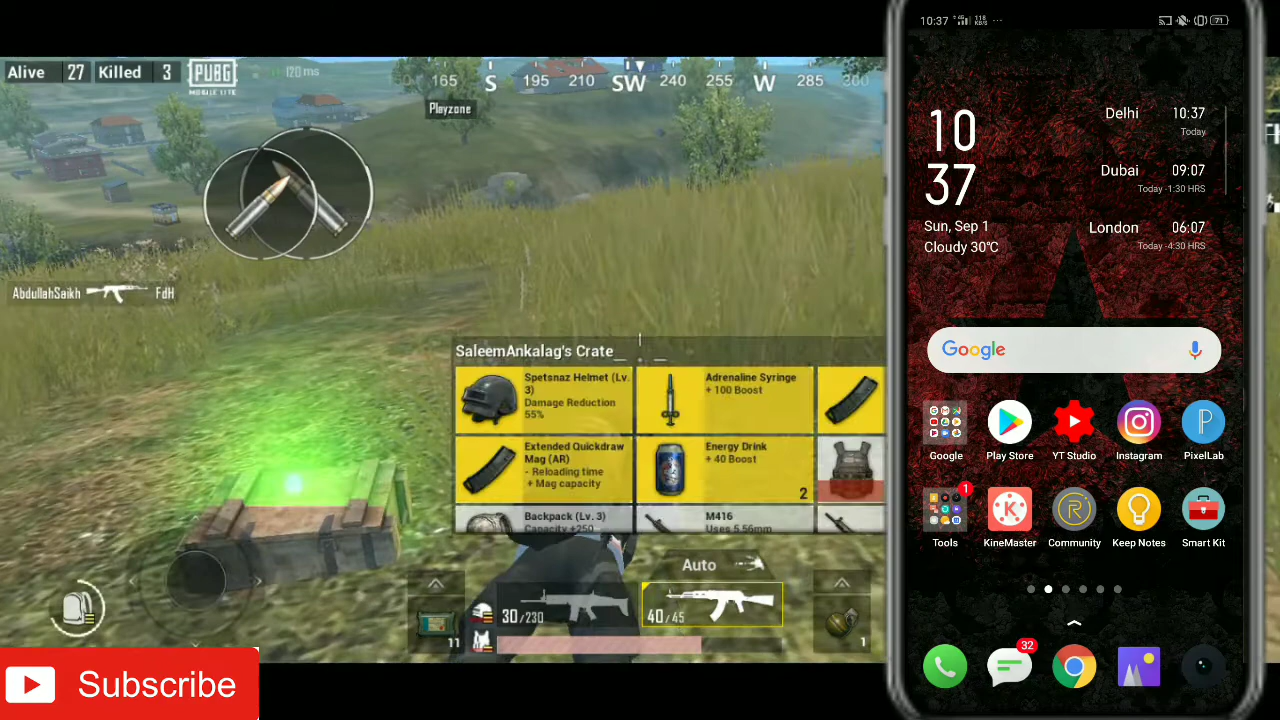 Alive 27 Killed 3 PUBG
MOBILE LITE
120 ms
165 S 195 210 SW 240 255 W 285 300
Playzone
AbdullahSaikh FdH
SaleemAnkalag's Crate
Spetsnaz Helmet (Lv.
3)
Damage Reduction
55%
Adrenaline Syringe
+ 100 Boost
Extended Quickdraw
Mag (AR)
- Reloading time
+ Mag capacity
Energy Drink
+ 40 Boost
2
Backpack (Lv. 3)
Capacity +250
M416
Uses 5.56mm
Auto
11
30/230
40/45
1
Subscribe
10:37 4G 118 KB/S ... 71
10
37
Sun, Sep 1
Cloudy 30°C
Delhi 10:37
Today
Dubai 09:07
Today -1:30 HRS
London 06:07
Today -4:30 HRS
Google
Google Play Store YT Studio Instagram PixelLab
1
Tools KineMaster Community Keep Notes Smart Kit
32